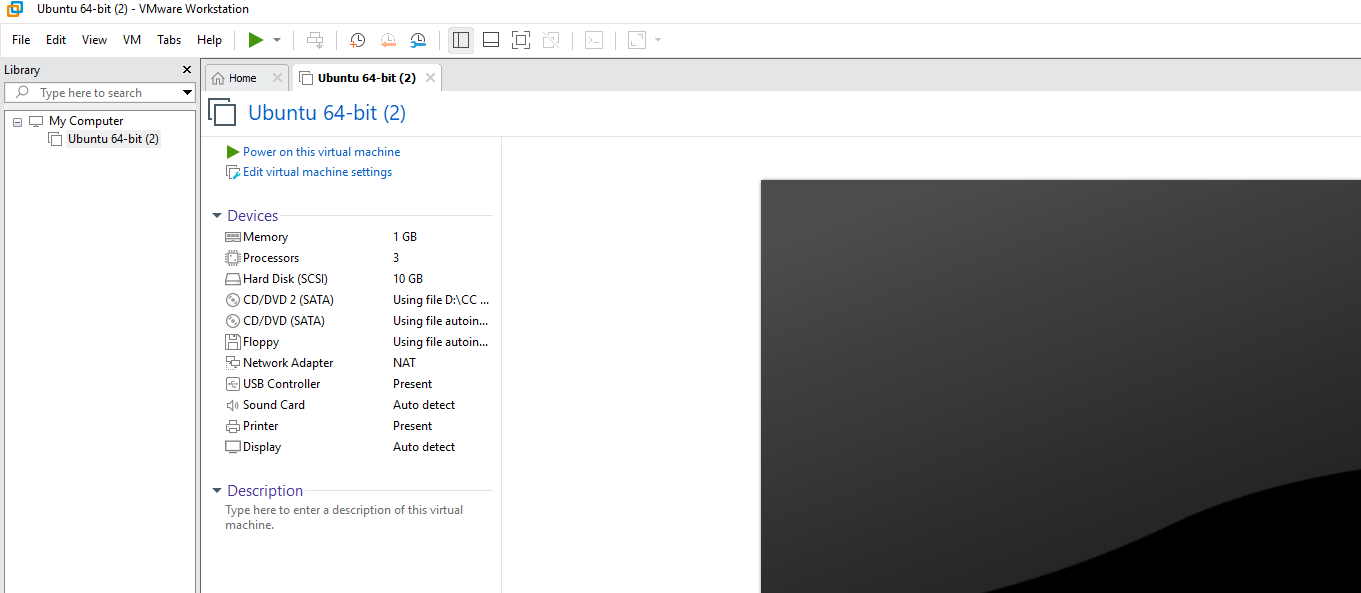 Ubuntu 64-bit (2) - VMware Workstation
File Edit View VM Tabs Help
Library
Type here to search
My Computer
Ubuntu 64-bit (2)
Home
Ubuntu 64-bit (2)
Ubuntu 64-bit (2)
Power on this virtual machine
Edit virtual machine settings
Devices
Memory 1 GB
Processors 3
Hard Disk (SCSI) 10 GB
CD/DVD 2 (SATA) Using file D:\CC ...
CD/DVD (SATA) Using file autoin...
Floppy Using file autoin...
Network Adapter NAT
USB Controller Present
Sound Card Auto detect
Printer Present
Display Auto detect
Description
Type here to enter a description of this virtual
machine.